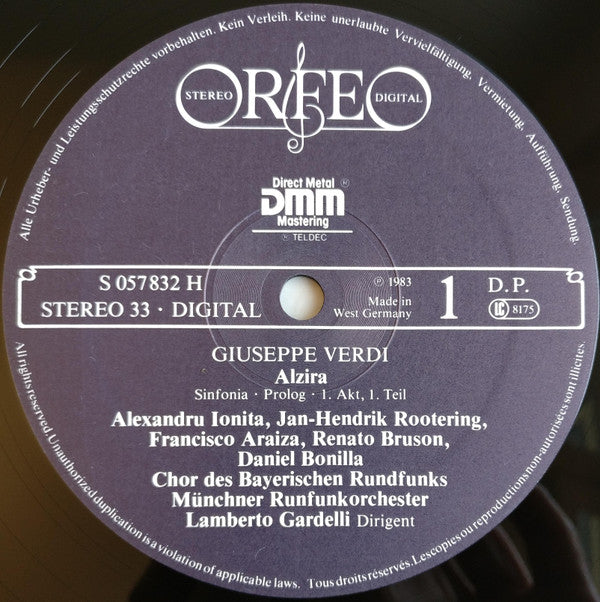 Alle Urheber- und Leistungsschutzrechte vorbehalten. Kein Verleih. Keine unerlaubte Vervielfältigung, Vermietung, Aufführung, Sendung.
ORFEO
STEREO
DIGITAL
Direct Metal
DMM
Mastering
TELDEC
S 057 832 H
STEREO 33 · DIGITAL
℗ 1983
Made in
West Germany
1
D. P.
LC 8175
GIUSEPPE VERDI
Alzira
Sinfonia · Prolog · 1. Akt, 1. Teil
Alexandru Ionita, Jan-Hendrik Rootering,
Francisco Araiza, Renato Bruson,
Daniel Bonilla
Chor des Bayerischen Rundfunks
Münchner Runfunkorchester
Lamberto Gardelli Dirigent
All rights reserved. Unauthorized duplication is a violation of applicable laws. Tous droits réservés. Les copies ou reproductions non-autorisées sont illicites.